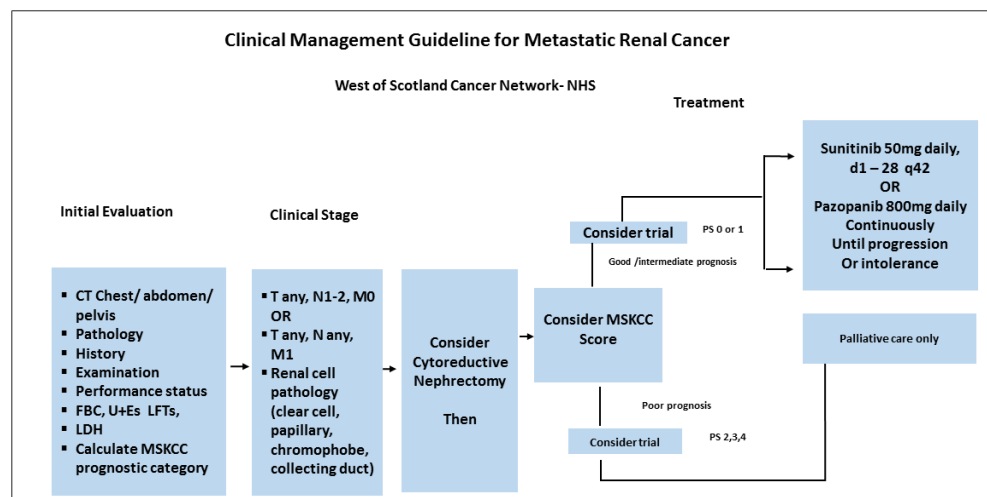 Clinical Management Guideline for Metastatic Renal Cancer
West of Scotland Cancer Network- NHS
Treatment
Initial Evaluation
▪ CT Chest/ abdomen/
pelvis
▪ Pathology
▪ History
▪ Examination
▪ Performance status
▪ FBC, U+Es LFTs,
▪ LDH
▪ Calculate MSKCC
prognostic category
Clinical Stage
▪ T any, N1-2, M0
OR
▪ T any, N any,
M1
▪ Renal cell
pathology
(clear cell,
papillary,
chromophobe,
collecting duct)
Consider
Cytoreductive
Nephrectomy
Then
Consider MSKCC
Score
Good /intermediate prognosis
Consider trial
PS 0 or 1
Sunitinib 50mg daily,
d1 – 28 q42
OR
Pazopanib 800mg daily
Continuously
Until progression
Or intolerance
Poor prognosis
Consider trial
PS 2,3,4
Palliative care only